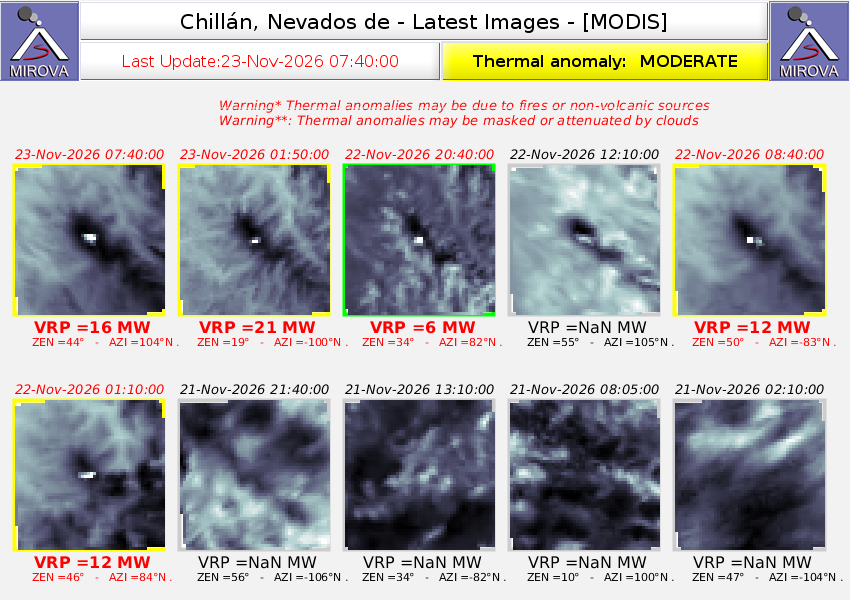 Chillán, Nevados de - Latest Images - [MODIS]
MIROVA
Last Update:23-Nov-2026 07:40:00
Thermal anomaly: MODERATE
MIROVA
Warning* Thermal anomalies may be due to fires or non-volcanic sources
Warning**: Thermal anomalies may be masked or attenuated by clouds
23-Nov-2026 07:40:00
23-Nov-2026 01:50:00
22-Nov-2026 20:40:00
22-Nov-2026 12:10:00
22-Nov-2026 08:40:00
VRP =16 MW
VRP =21 MW
VRP =6 MW
VRP =NaN MW
VRP =12 MW
ZEN =44° - AZI =104°N .
ZEN =19° - AZI =-100°N .
ZEN =34° - AZI =82°N .
ZEN =55° - AZI =105°N .
ZEN =50° - AZI =-83°N .
22-Nov-2026 01:10:00
21-Nov-2026 21:40:00
21-Nov-2026 13:10:00
21-Nov-2026 08:05:00
21-Nov-2026 02:10:00
VRP =12 MW
VRP =NaN MW
VRP =NaN MW
VRP =NaN MW
VRP =NaN MW
ZEN =46° - AZI =84°N .
ZEN =56° - AZI =-106°N .
ZEN =34° - AZI =-82°N .
ZEN =10° - AZI =100°N .
ZEN =47° - AZI =-104°N .